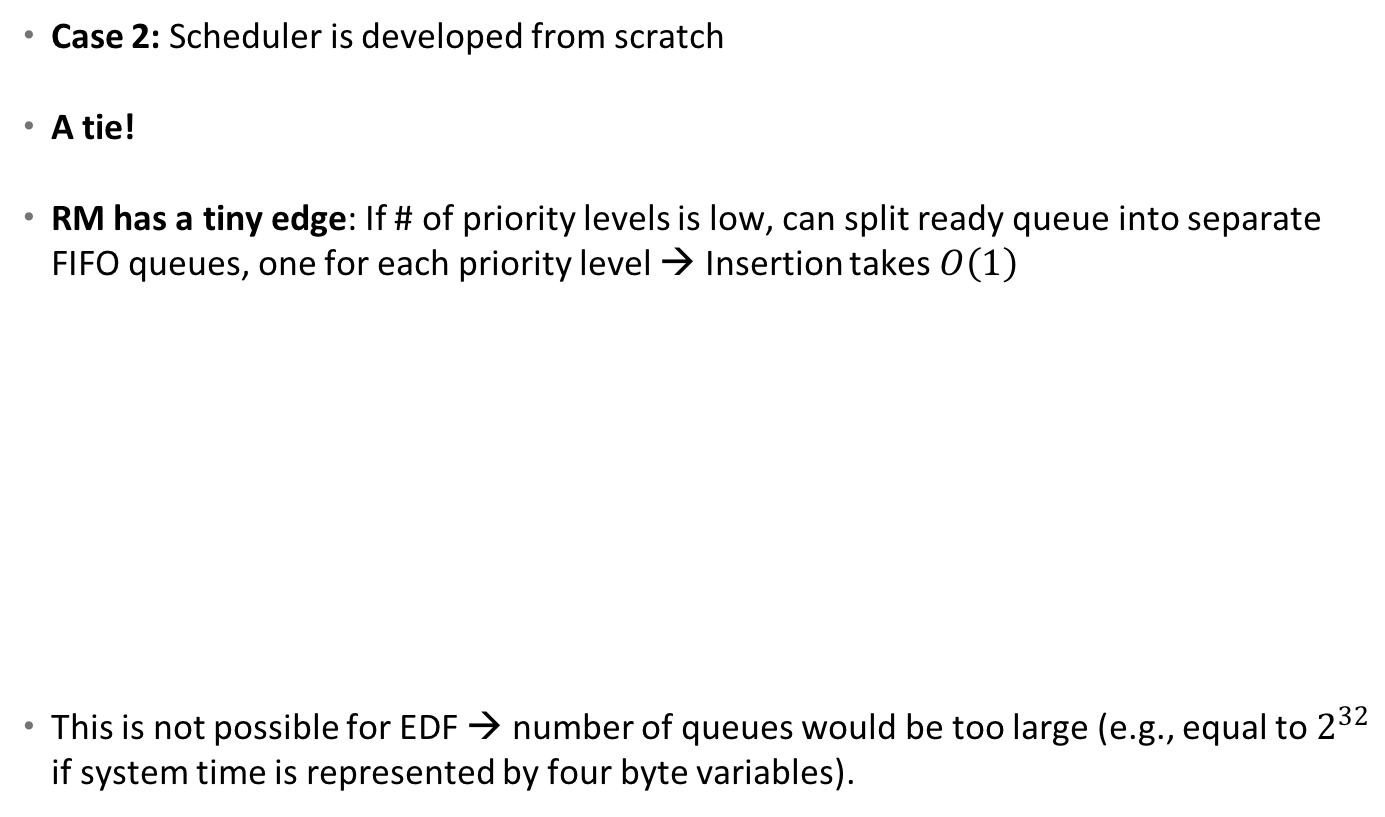 • Case 2: Scheduler is developed from scratch
• A tie!
• RM has a tiny edge: If # of priority levels is low, can split ready queue into separate
FIFO queues, one for each priority level → Insertion takes O(1)
• This is not possible for EDF → number of queues would be too large (e.g., equal to 2³²
if system time is represented by four byte variables).